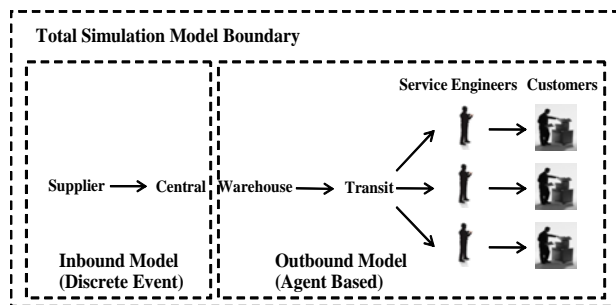 Total Simulation Model Boundary
Service Engineers Customers
Supplier Central Warehouse Transit
Inbound Model
(Discrete Event)
Outbound Model
(Agent Based)